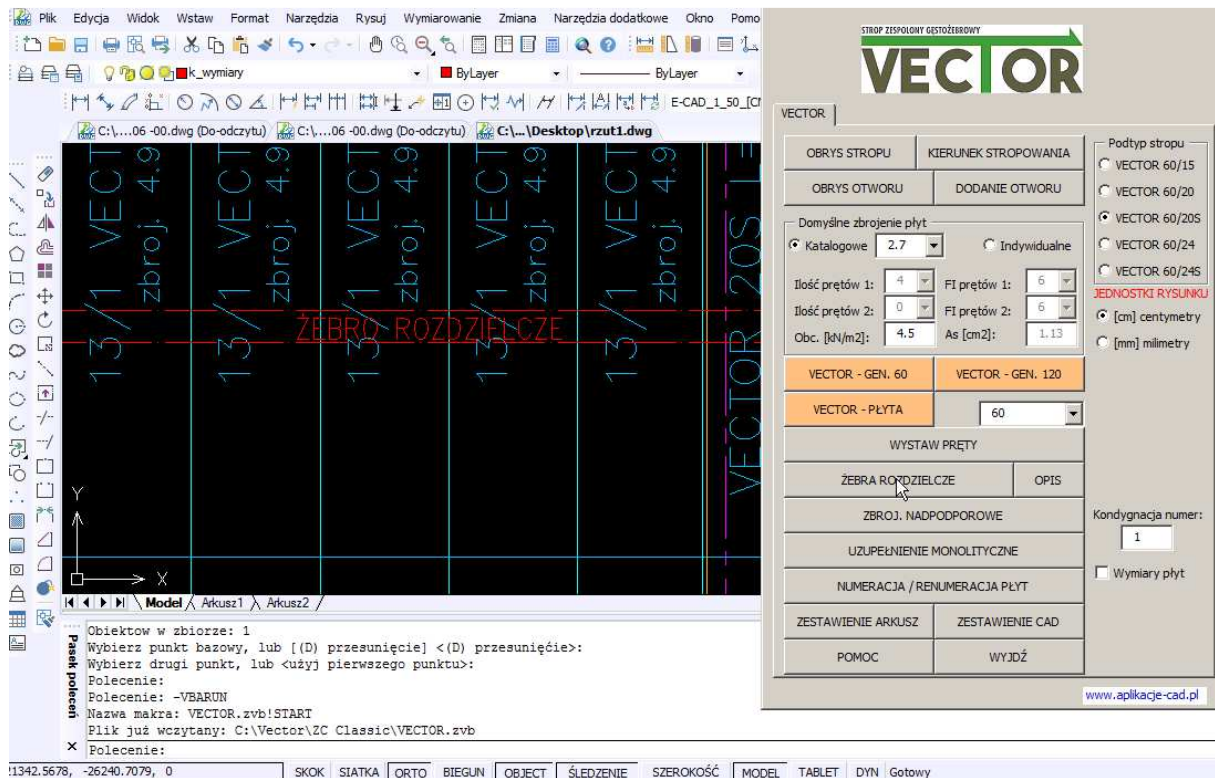 Plik Edycja Widok Wstaw Format Narzędzia Rysuj Wymiarowanie Zmiana Narzędzia dodatkowe Okno Pomo
k_wymiary ByLayer ByLayer
E-CAD_1_50_[C
C:\....06 -00.dwg (Do-odczytu) C:\....06 -00.dwg (Do-odczytu) C:\...\Desktop\rzut1.dwg
13/1 VECT
zbroj. 4.9
13/1 VECT
zbroj. 4.9
13/1 VECT
zbroj. 4.9
13/1 VECT
zbroj. 4.9
13/1 VECT
zbroj. 4.9
VECTOR 20S LE
ŻEBRO ROZDZIELCZE
Y
X
Model Arkusz1 Arkusz2
Pasek poleceń
Obiektow w zbiorze: 1
Wybierz punkt bazowy, lub [(D) przesunięcie] <(D) przesunięćie>:
Wybierz drugi punkt, lub <użyj pierwszego punktu>:
Polecenie:
Polecenie: -VBARUN
Nazwa makra: VECTOR.zvb!START
Plik już wczytany: C:\Vector\ZC Classic\VECTOR.zvb
Polecenie:
21342.5678, -26240.7079, 0 SKOK SIATKA ORTO BIEGUN OBJECT ŚLEDZENIE SZEROKOŚĆ MODEL TABLET DYN Gotowy
STROP ZESPOLONY GĘSTOŻEBROWY
VECTOR
VECTOR
OBRYS STROPU KIERUNEK STROPOWANIA
OBRYS OTWORU DODANIE OTWORU
Domyślne zbrojenie płyt
Katalogowe 2.7 Indywidualne
Ilość prętów 1: 4 FI prętów 1: 6
Ilość prętów 2: 0 FI prętów 2: 6
Obc. [kN/m2]: 4.5 As [cm2]: 1.13
VECTOR - GEN. 60 VECTOR - GEN. 120
VECTOR - PŁYTA 60
WYSTAW PRĘTY
ŻEBRA ROZDZIELCZE OPIS
ZBROJ. NADPODPOROWE
UZUPEŁNIENIE MONOLITYCZNE
NUMERACJA / RENUMERACJA PŁYT
ZESTAWIENIE ARKUSZ ZESTAWIENIE CAD
POMOC WYJDŹ
Podtyp stropu
VECTOR 60/15
VECTOR 60/20
VECTOR 60/20S
VECTOR 60/24
VECTOR 60/24S
JEDNOSTKI RYSUNKU
[cm] centymetry
[mm] milimetry
Kondygnacja numer:
1
Wymiary płyt
www.aplikacje-cad.pl